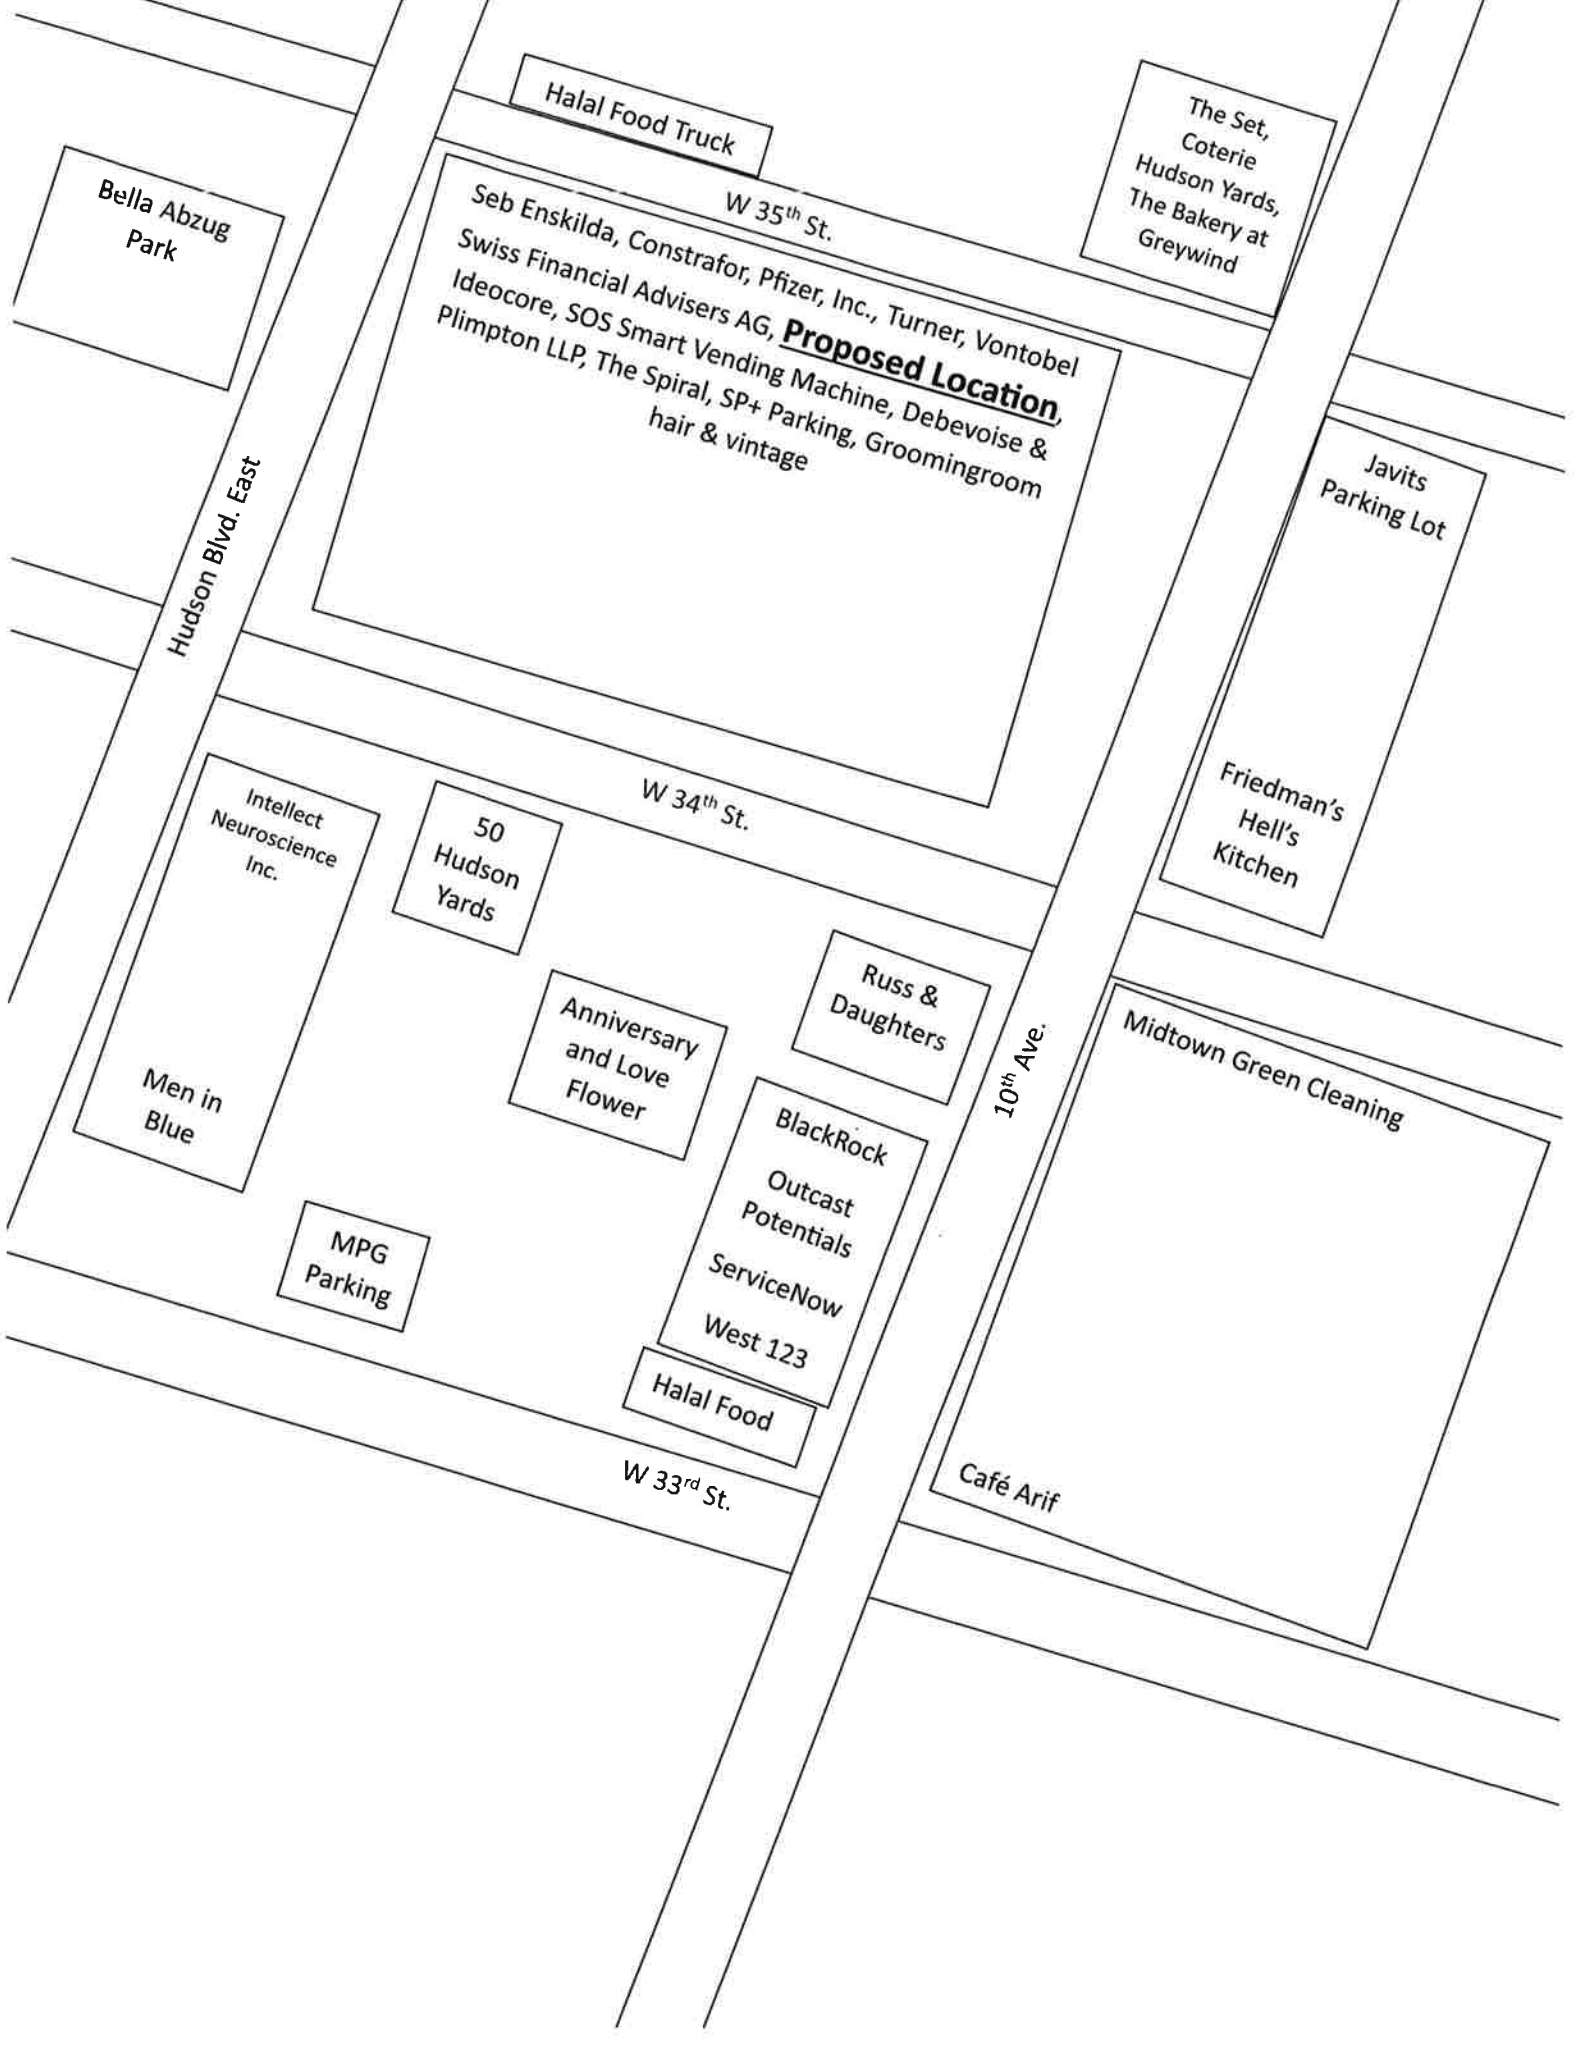 Halal Food Truck
The Set,
Coterie
Hudson Yards,
The Bakery at
Greywind
Bella Abzug
Park
W 35th St.
Seb Enskilda, Constrafor, Pfizer, Inc., Turner, Vontobel
Swiss Financial Advisers AG, Proposed Location,
Ideocore, SOS Smart Vending Machine, Debevoise &
Plimpton LLP, The Spiral, SP+ Parking, Groomingroom
hair & vintage
Javits
Parking Lot
Hudson Blvd. East
Friedman's
Hell's
Kitchen
W 34th St.
Intellect
Neuroscience
Inc.
50
Hudson
Yards
Russ &
Daughters
Anniversary
and Love
Flower
10th Ave.
Midtown Green Cleaning
Men in
Blue
BlackRock
Outcast
Potentials
ServiceNow
West 123
MPG
Parking
Halal Food
W 33rd St.
Café Arif